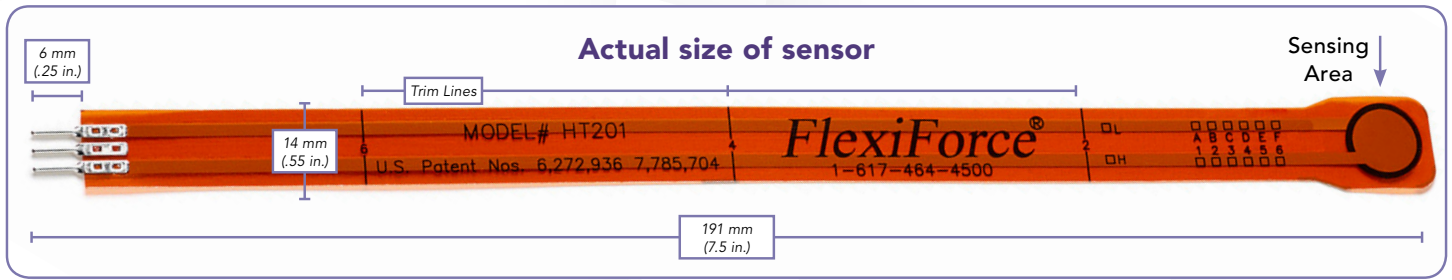 Actual size of sensor
6 mm
(.25 in.)
Sensing
Area
Trim Lines
14 mm
(.55 in.)
MODEL# HT201
U.S. Patent Nos. 6,272,936 7,785,704
6
4
FlexiForce®
1-617-464-4500
2
L
H
A B C D E F
1 2 3 4 5 6
191 mm
(7.5 in.)